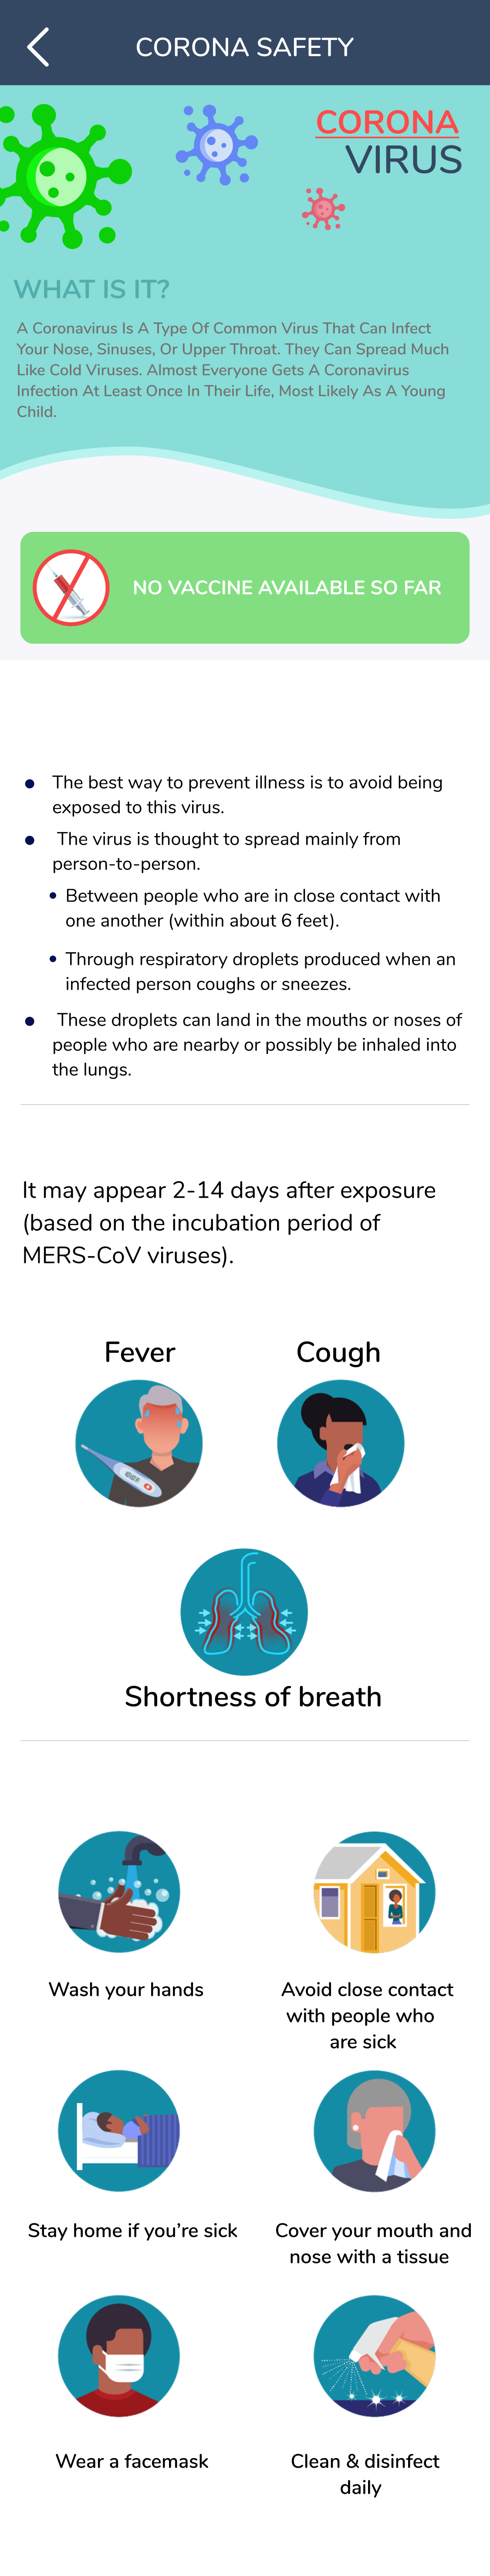 CORONA SAFETY
CORONA
VIRUS
WHAT IS IT?
A Coronavirus Is A Type Of Common Virus That Can Infect
Your Nose, Sinuses, Or Upper Throat. They Can Spread Much
Like Cold Viruses. Almost Everyone Gets A Coronavirus
Infection At Least Once In Their Life, Most Likely As A Young
Child.
NO VACCINE AVAILABLE SO FAR
The best way to prevent illness is to avoid being
exposed to this virus.
The virus is thought to spread mainly from
person-to-person.
Between people who are in close contact with
one another (within about 6 feet).
Through respiratory droplets produced when an
infected person coughs or sneezes.
These droplets can land in the mouths or noses of
people who are nearby or possibly be inhaled into
the lungs.
It may appear 2-14 days after exposure
(based on the incubation period of
MERS-CoV viruses).
Fever
Cough
Shortness of breath
Wash your hands
Avoid close contact
with people who
are sick
Stay home if you’re sick
Cover your mouth and
nose with a tissue
Wear a facemask
Clean & disinfect
daily